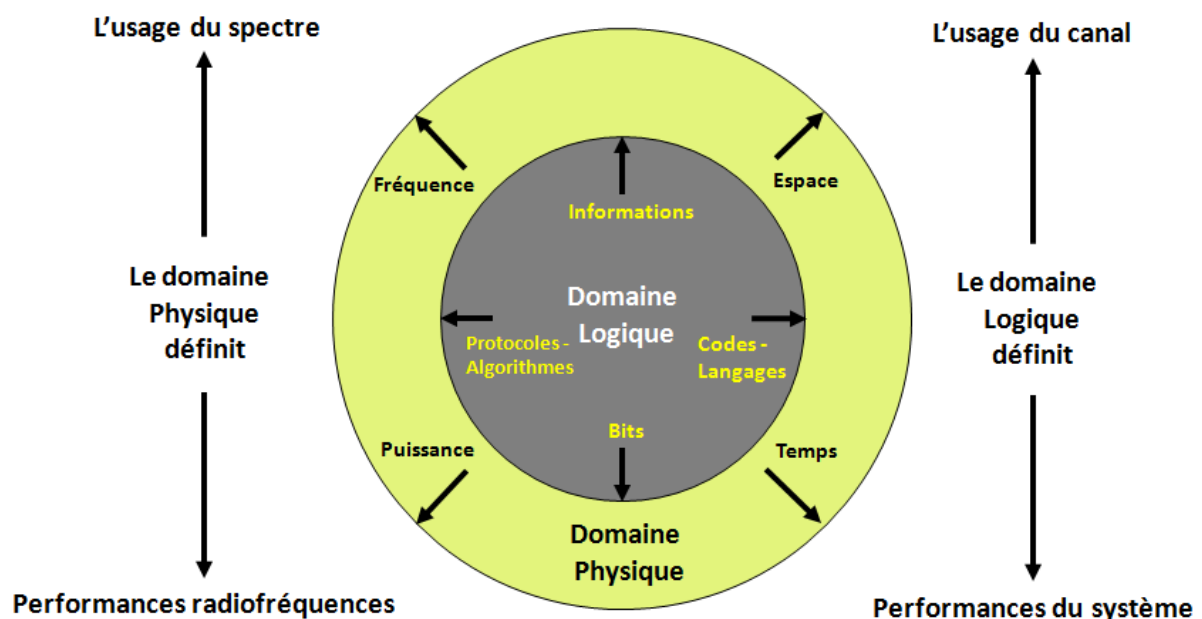 L'usage du spectre
L'usage du canal
Fréquence
Espace
Informations
Le domaine
Physique
définit
Domaine
Logique
Le domaine
Logique
définit
Protocoles -
Algorithmes
Codes -
Langages
Bits
Puissance
Temps
Domaine
Physique
Performances radiofréquences
Performances du système